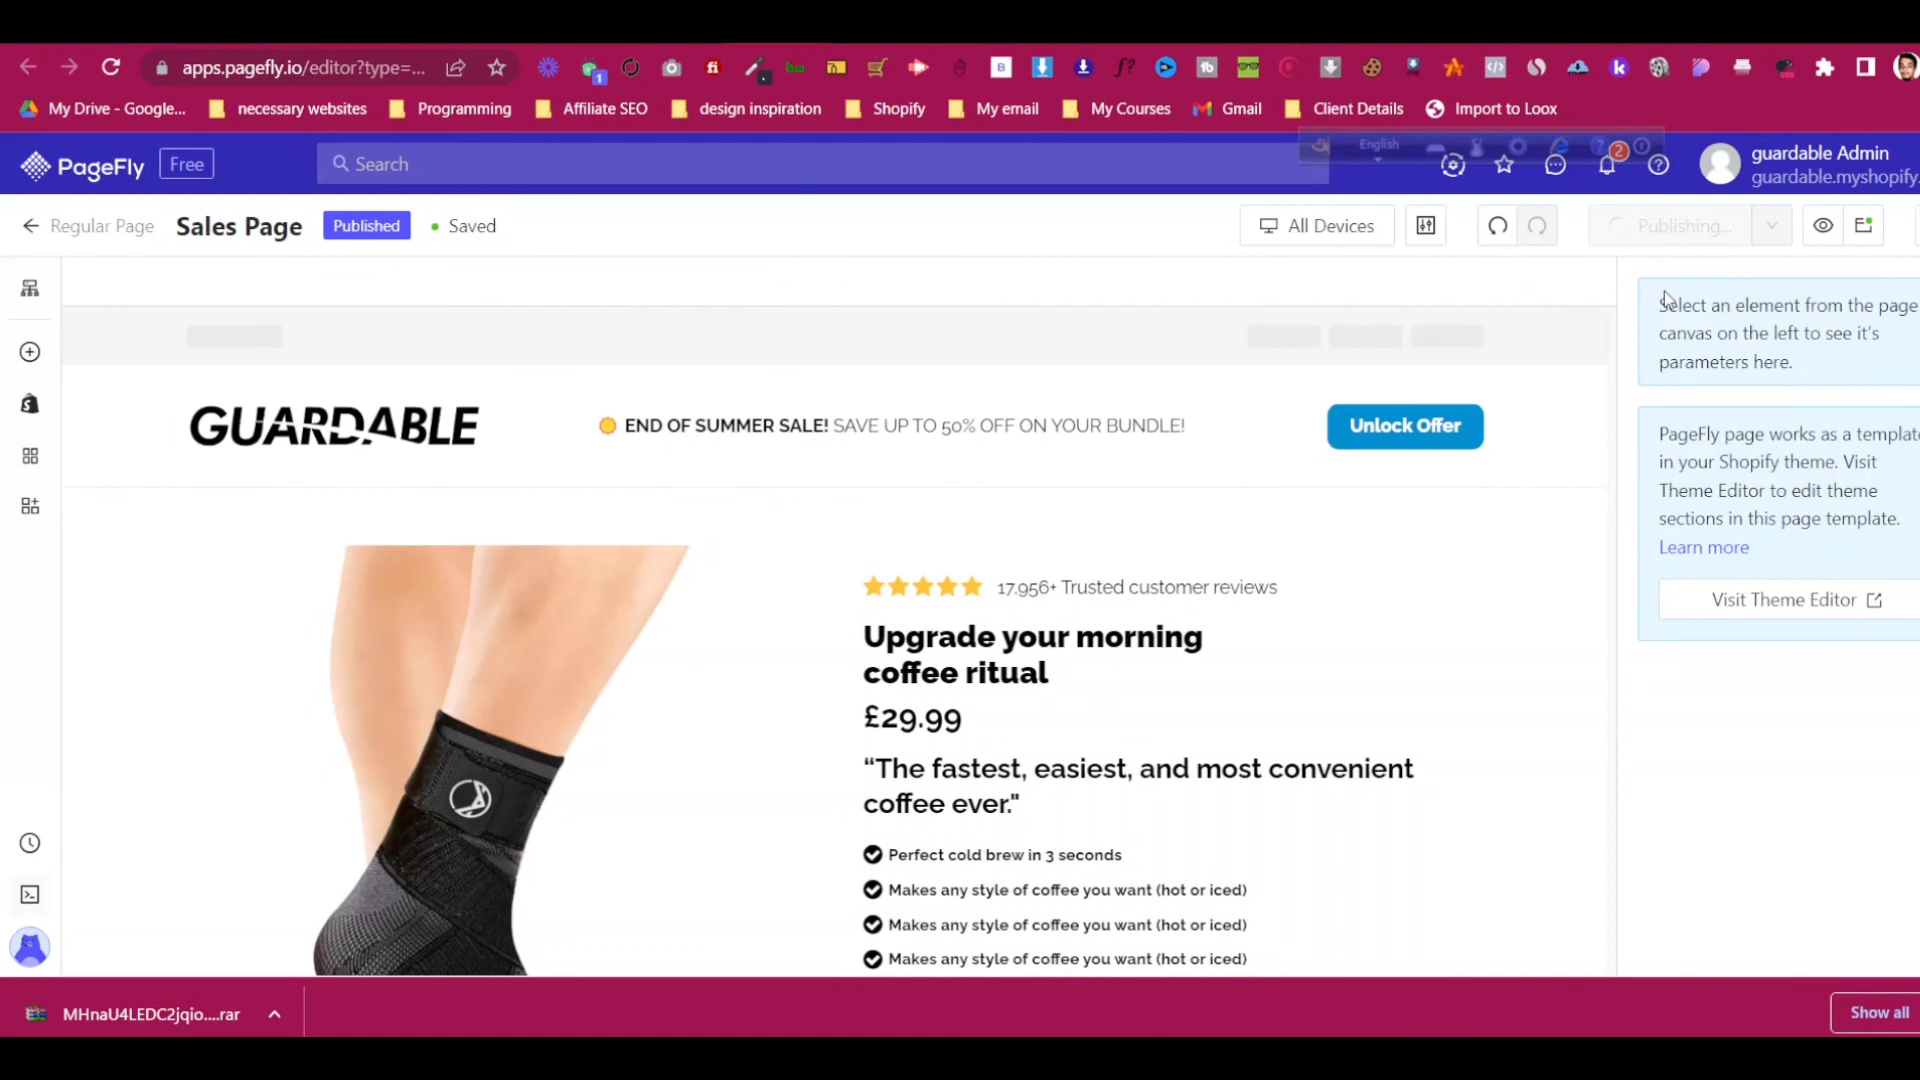 apps.pagefly.io/editor?type=...
1
My Drive - Google...
necessary websites
Programming
Affiliate SEO
design inspiration
Shopify
My email
My Courses
Gmail
Client Details
Import to Loox
PageFly
Free
Search
English
2
guardable Admin
guardable.myshopify.
Regular Page
Sales Page
Published
Saved
All Devices
Publishing...
Select an element from the page
canvas on the left to see it's
parameters here.
GUARDABLE
END OF SUMMER SALE! SAVE UP TO 50% OFF ON YOUR BUNDLE!
Unlock Offer
PageFly page works as a template
in your Shopify theme. Visit
Theme Editor to edit theme
sections in this page template.
Learn more
Visit Theme Editor
17,956+ Trusted customer reviews
Upgrade your morning
coffee ritual
£29.99
“The fastest, easiest, and most convenient
coffee ever."
Perfect cold brew in 3 seconds
Makes any style of coffee you want (hot or iced)
Makes any style of coffee you want (hot or iced)
Makes any style of coffee you want (hot or iced)
MHnaU4LEDC2jqio....rar
Show all